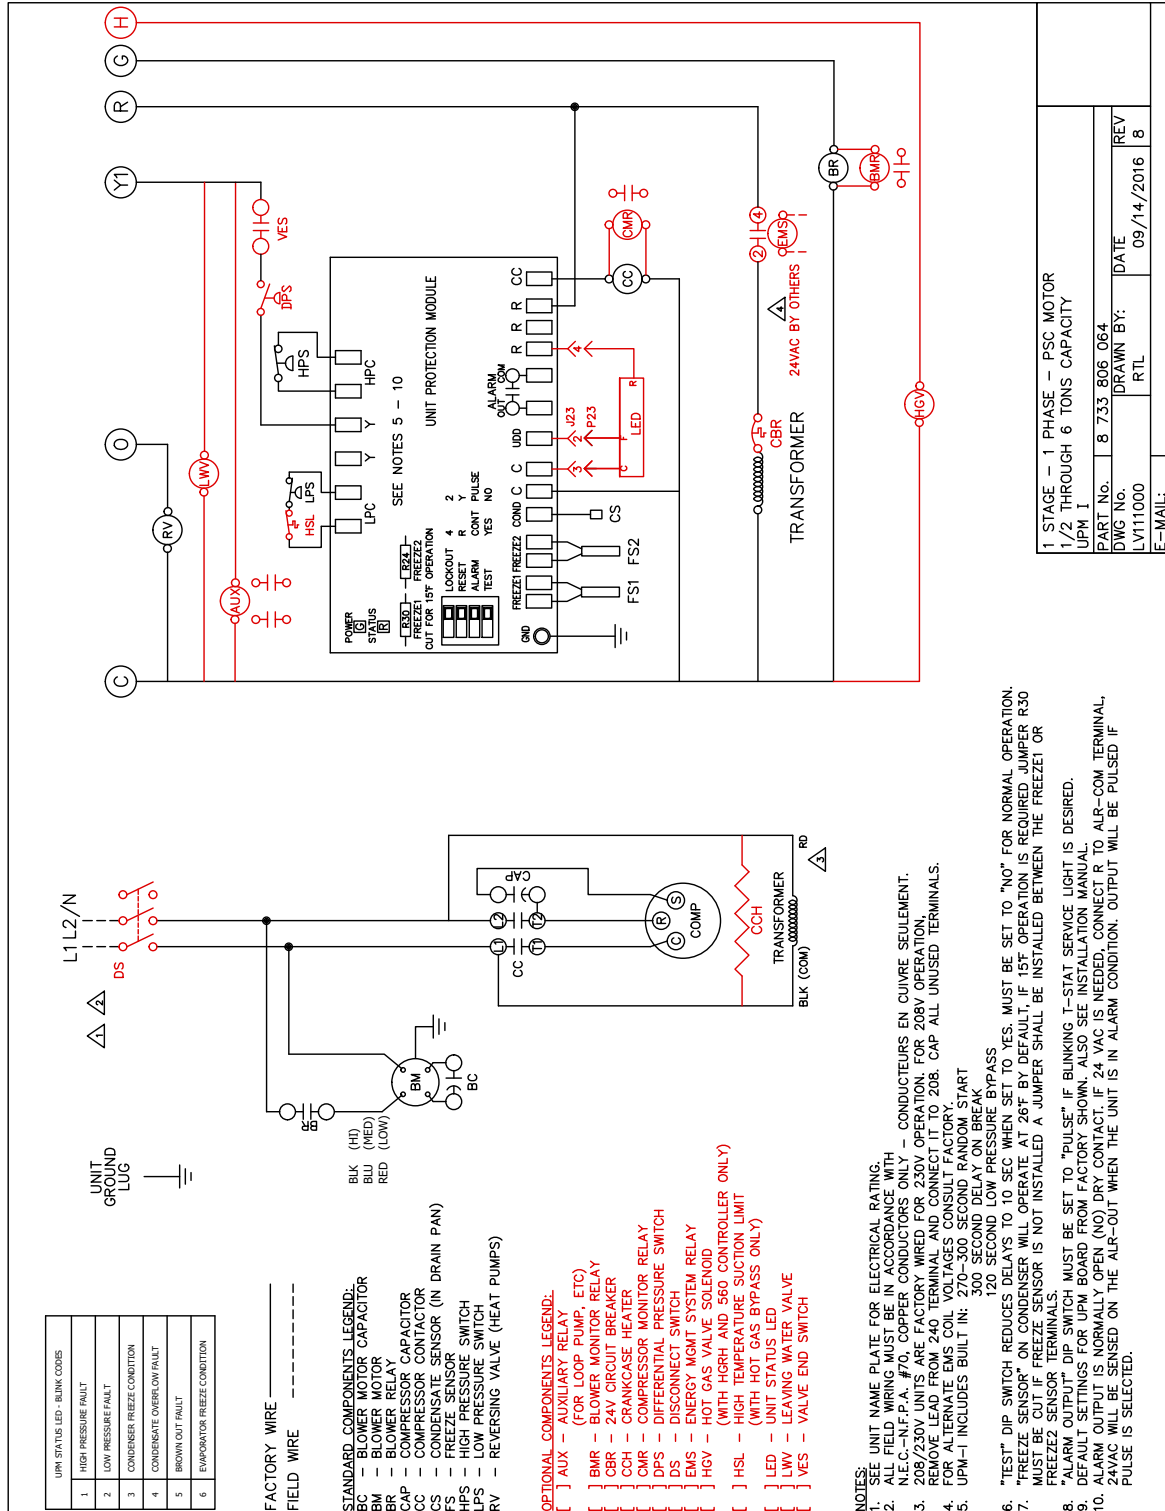 UPM STATUS LED - BLINK CODES
1 HIGH PRESSURE FAULT
2 LOW PRESSURE FAULT
3 CONDENSER FREEZE CONDITION
4 CONDENSATE OVERFLOW FAULT
5 BROWN OUT FAULT
6 EVAPORATOR FREEZE CONDITION
FACTORY WIRE
FIELD WIRE
UNIT
GROUND
LUG
STANDARD COMPONENTS LEGEND:
BC - BLOWER MOTOR CAPACITOR
BM - BLOWER MOTOR
BR - BLOWER RELAY
CAP - COMPRESSOR CAPACITOR
CC - COMPRESSOR CONTACTOR
CS - CONDENSATE SENSOR (IN DRAIN PAN)
FS - FREEZE SENSOR
HPS - HIGH PRESSURE SWITCH
LPS - LOW PRESSURE SWITCH
RV - REVERSING VALVE (HEAT PUMPS)
OPTIONAL COMPONENTS LEGEND:
[ ] AUX - AUXILIARY RELAY
(FOR LOOP PUMP, ETC)
[ ] BMR - BLOWER MONITOR RELAY
[ ] CBR - 24V CIRCUIT BREAKER
[ ] CCH - CRANKCASE HEATER
[ ] CMR - COMPRESSOR MONITOR RELAY
[ ] DPS - DIFFERENTIAL PRESSURE SWITCH
[ ] DS - DISCONNECT SWITCH
[ ] EMS - ENERGY MGMT SYSTEM RELAY
[ ] HGV - HOT GAS VALVE SOLENOID
(WITH HGRH AND 560 CONTROLLER ONLY)
[ ] HSL - HIGH TEMPERATURE SUCTION LIMIT
(WITH HOT GAS BYPASS ONLY)
[ ] LED - UNIT STATUS LED
[ ] LWV - LEAVING WATER VALVE
[ ] VES - VALVE END SWITCH
NOTES:
1. SEE UNIT NAME PLATE FOR ELECTRICAL RATING.
2. ALL FIELD WIRING MUST BE IN ACCORDANCE WITH
N.E.C.-N.F.P.A. #70, COPPER CONDUCTORS ONLY - CONDUCTEURS EN CUIVRE SEULEMENT.
3. 208/230V UNITS ARE FACTORY WIRED FOR 230V OPERATION. FOR 208V OPERATION,
REMOVE LEAD FROM 240 TERMINAL AND CONNECT IT TO 208. CAP ALL UNUSED TERMINALS.
4. FOR ALTERNATE EMS COIL VOLTAGES CONSULT FACTORY.
5. UPM-I INCLUDES BUILT IN: 270-300 SECOND RANDOM START
300 SECOND DELAY ON BREAK
120 SECOND LOW PRESSURE BYPASS
6. "TEST" DIP SWITCH REDUCES DELAYS TO 10 SEC WHEN SET TO YES. MUST BE SET TO "NO" FOR NORMAL OPERATION.
7. "FREEZE SENSOR" ON CONDENSER WILL OPERATE AT 26°F BY DEFAULT, IF 15°F OPERATION IS REQUIRED JUMPER R30
MUST BE CUT IF FREEZE SENSOR IS NOT INSTALLED A JUMPER SHALL BE INSTALLED BETWEEN THE FREEZE1 OR
FREEZE2 SENSOR TERMINALS.
8. "ALARM OUTPUT" DIP SWITCH MUST BE SET TO "PULSE" IF BLINKING T-STAT SERVICE LIGHT IS DESIRED.
9. DEFAULT SETTINGS FOR UPM BOARD FROM FACTORY SHOWN. ALSO SEE INSTALLATION MANUAL.
10. ALARM OUTPUT IS NORMALLY OPEN (NO) DRY CONTACT. IF 24 VAC IS NEEDED, CONNECT R TO ALR-COM TERMINAL,
24VAC WILL BE SENSED ON THE ALR-OUT WHEN THE UNIT IS IN ALARM CONDITION. OUTPUT WILL BE PULSED IF
PULSE IS SELECTED.
L1 L2/N
DS
1 2
BR
BLK (HI)
BLU (MED)
RED (LOW)
BM
BC
L1 L2
CC
T1 T2
CAP
C R S
COMP
CCH
TRANSFORMER
BLK (COM)
RD
3
C O Y1 R G H
RV
LWV
AUX
VES
DPS
HPS
HSL LPS
LPC Y Y HPC
POWER
G
STATUS
R
SEE NOTES 5 - 10
UNIT PROTECTION MODULE
R30 R24
FREEZE1 FREEZE2
CUT FOR 15°F OPERATION
LOCKOUT 4 2
RESET R Y
ALARM CONT PULSE
TEST YES NO
ALARM
OUT COM
GND FREEZE1 FREEZE2 COND C C UDD R R R CC
FS1 FS2 CS
3 2 4
J23
P23
C F R
LED
CC
CMR
TRANSFORMER
CBR
24VAC BY OTHERS
4
2 4
EMS
BR
BMR
HGV
1 STAGE - 1 PHASE - PSC MOTOR
1/2 THROUGH 6 TONS CAPACITY
UPM I
PART No. 8 733 806 064
DWG No. DRAWN BY: DATE REV
LV111000 RTL 09/14/2016 8
E-MAIL: